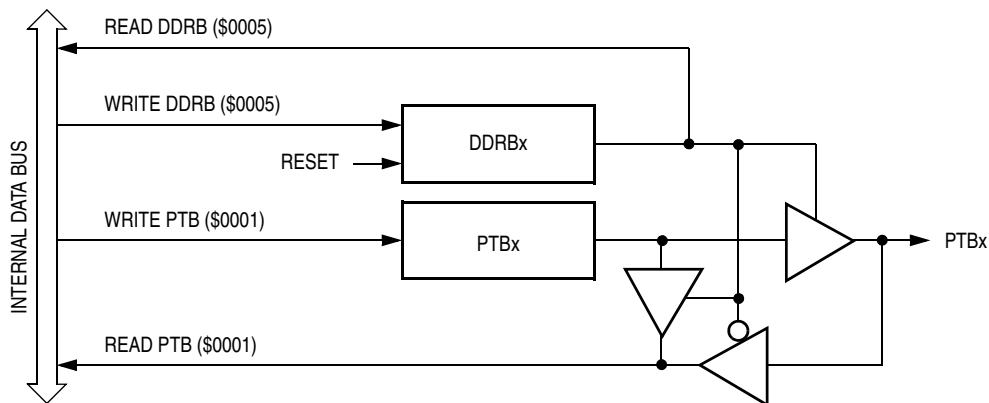 READ DDRB ($0005)
WRITE DDRB ($0005)
DDRBx
RESET
INTERNAL DATA BUS
WRITE PTB ($0001)
PTBx
PTBx
READ PTB ($0001)